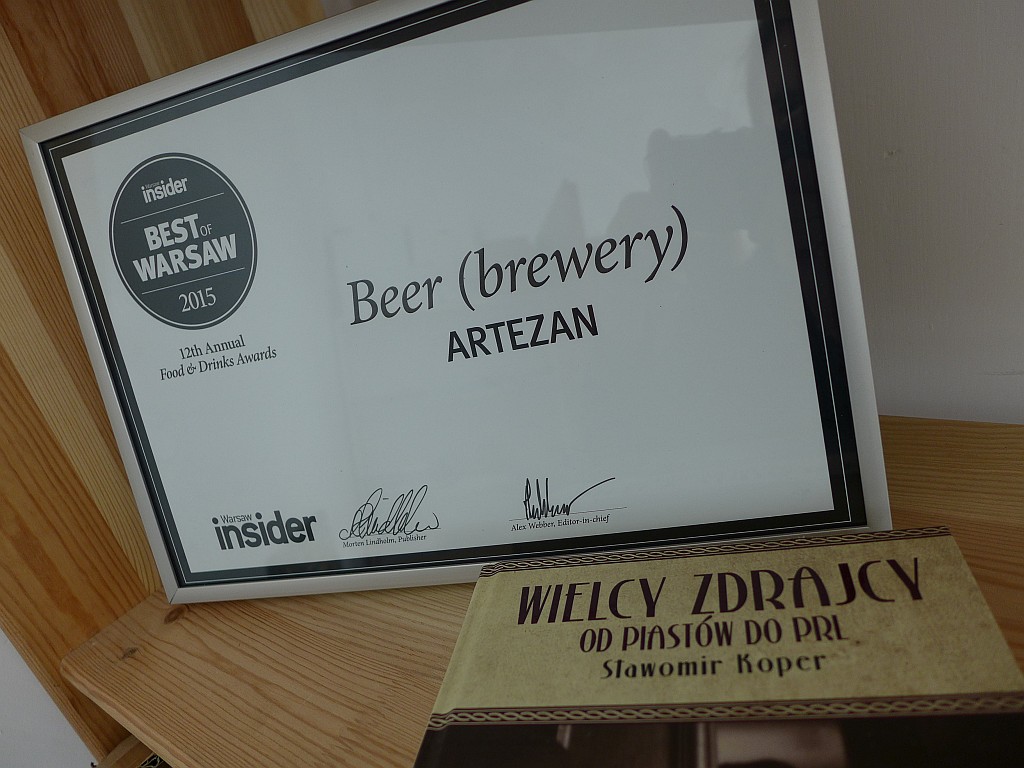 Warsaw
insider
BEST OF
WARSAW
2015
12th Annual
Food & Drinks Awards
Beer (brewery)
ARTEZAN
Warsaw
insider
Morten Lindholm, Publisher
Alex Webber, Editor-in-chief
WIELCY ZDRAJCY
OD PIASTÓW DO PRL
Sławomir Koper